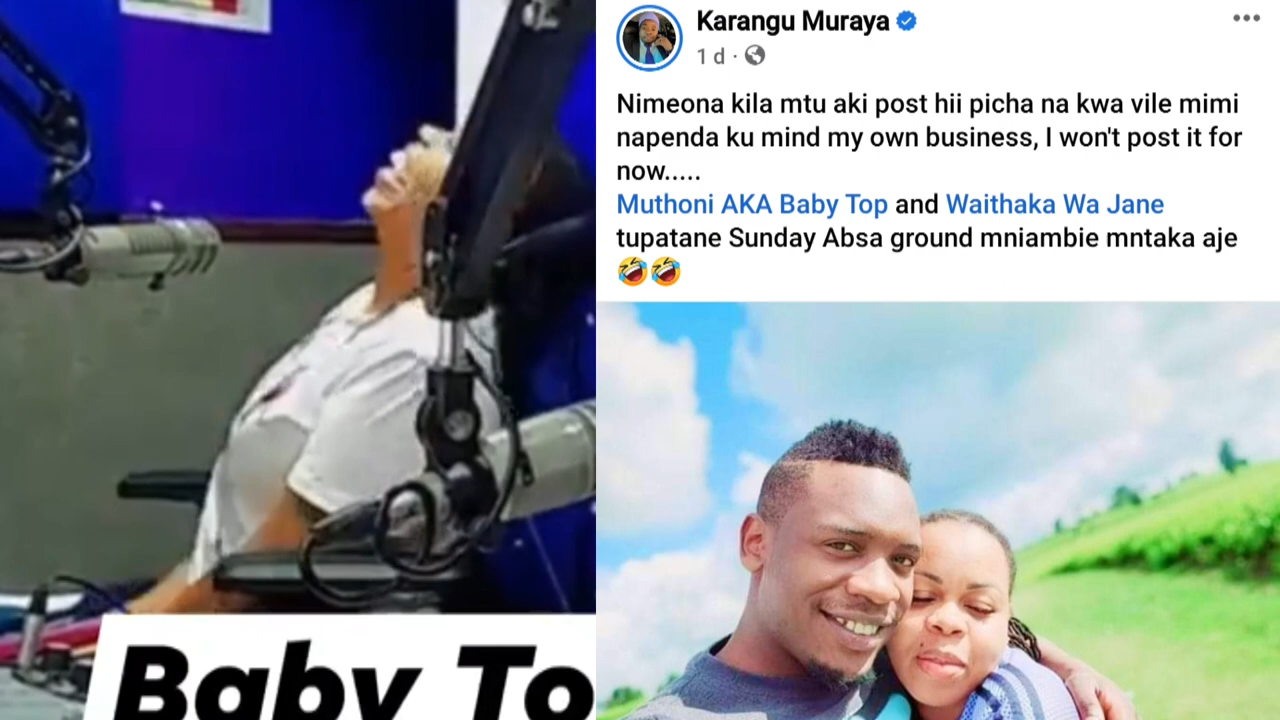 Karangu Muraya
1 d ·
Nimeona kila mtu aki post hii picha na kwa vile mimi
napenda ku mind my own business, I won't post it for
now.....
Muthoni AKA Baby Top and Waithaka Wa Jane
tupatane Sunday Absa ground mniambie mntaka aje
🤣🤣
Baby To